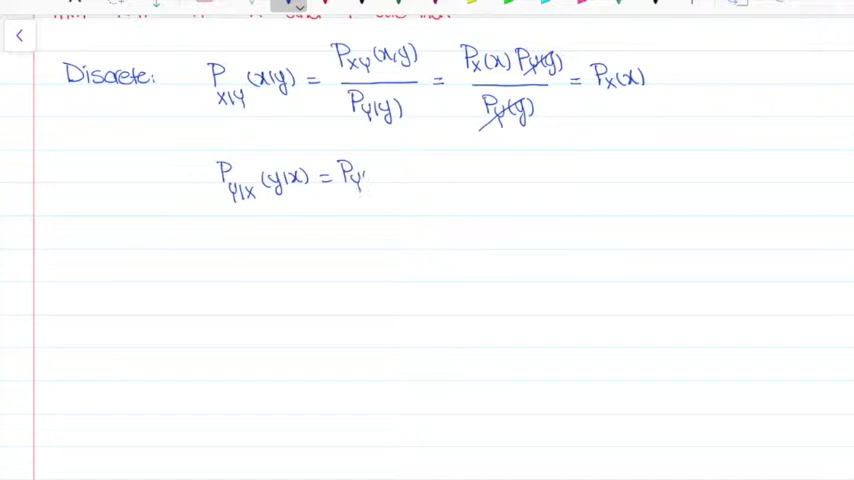 Discrete: P_{X|Y}(x|y) = P_{XY}(x,y) / P_Y(y) = P_X(x) P_Y(y) / P_Y(y) = P_X(x)
P_{Y|X}(y|x) = P_Y